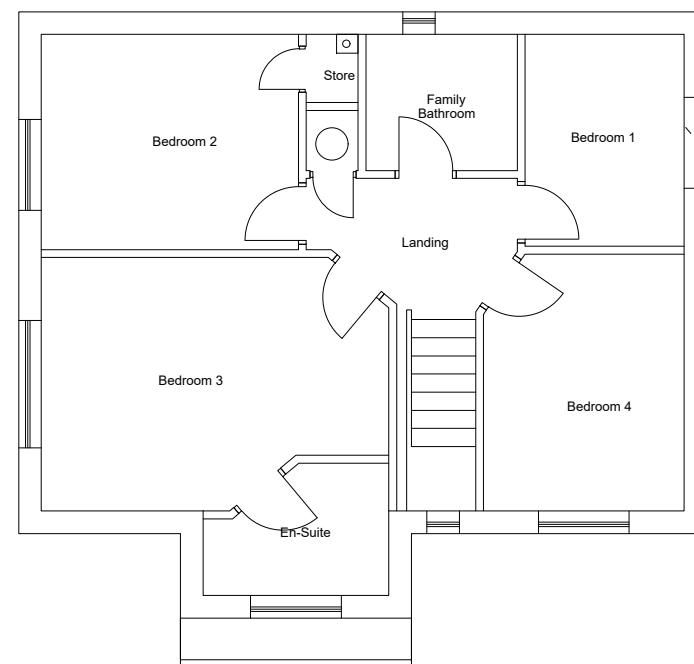 Store
Family
Bathroom
Bedroom 2
Bedroom 1
Landing
Bedroom 3
Bedroom 4
En-Suite